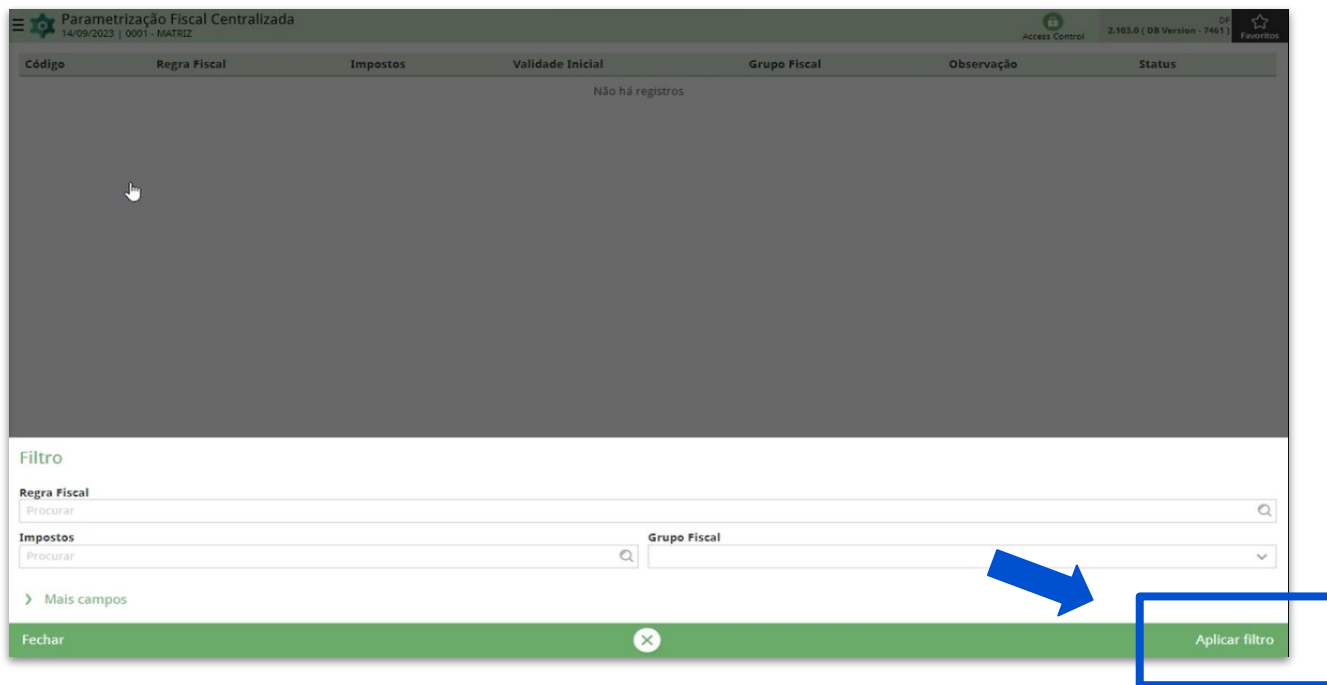 Parametrização Fiscal Centralizada
14/09/2023 | 0001 - MATRIZ
Access Control
DF
2.103.0 ( DB Version - 7461 )
Favoritos
Código Regra Fiscal Impostos Validade Inicial Grupo Fiscal Observação Status
Não há registros
Filtro
Regra Fiscal
Procurar
Impostos Grupo Fiscal
Procurar
Mais campos
Fechar Aplicar filtro